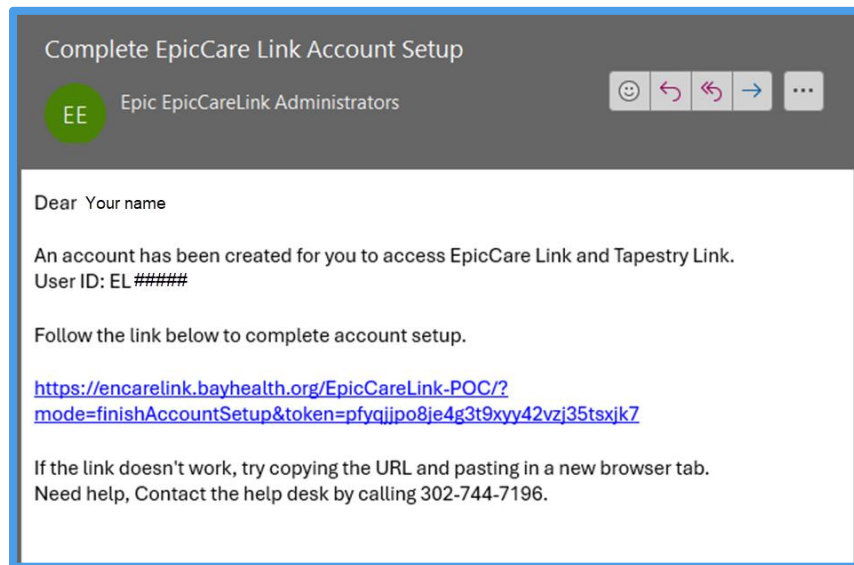 Complete EpicCare Link Account Setup
EE
Epic EpicCareLink Administrators
Dear Your name
An account has been created for you to access EpicCare Link and Tapestry Link.
User ID: EL #####
Follow the link below to complete account setup.
https://encarelink.bayhealth.org/EpicCareLink-POC/?
mode=finishAccountSetup&token=pfyqjjpo8je4g3t9xyy42vzj35tsxjk7
If the link doesn't work, try copying the URL and pasting in a new browser tab.
Need help, Contact the help desk by calling 302-744-7196.